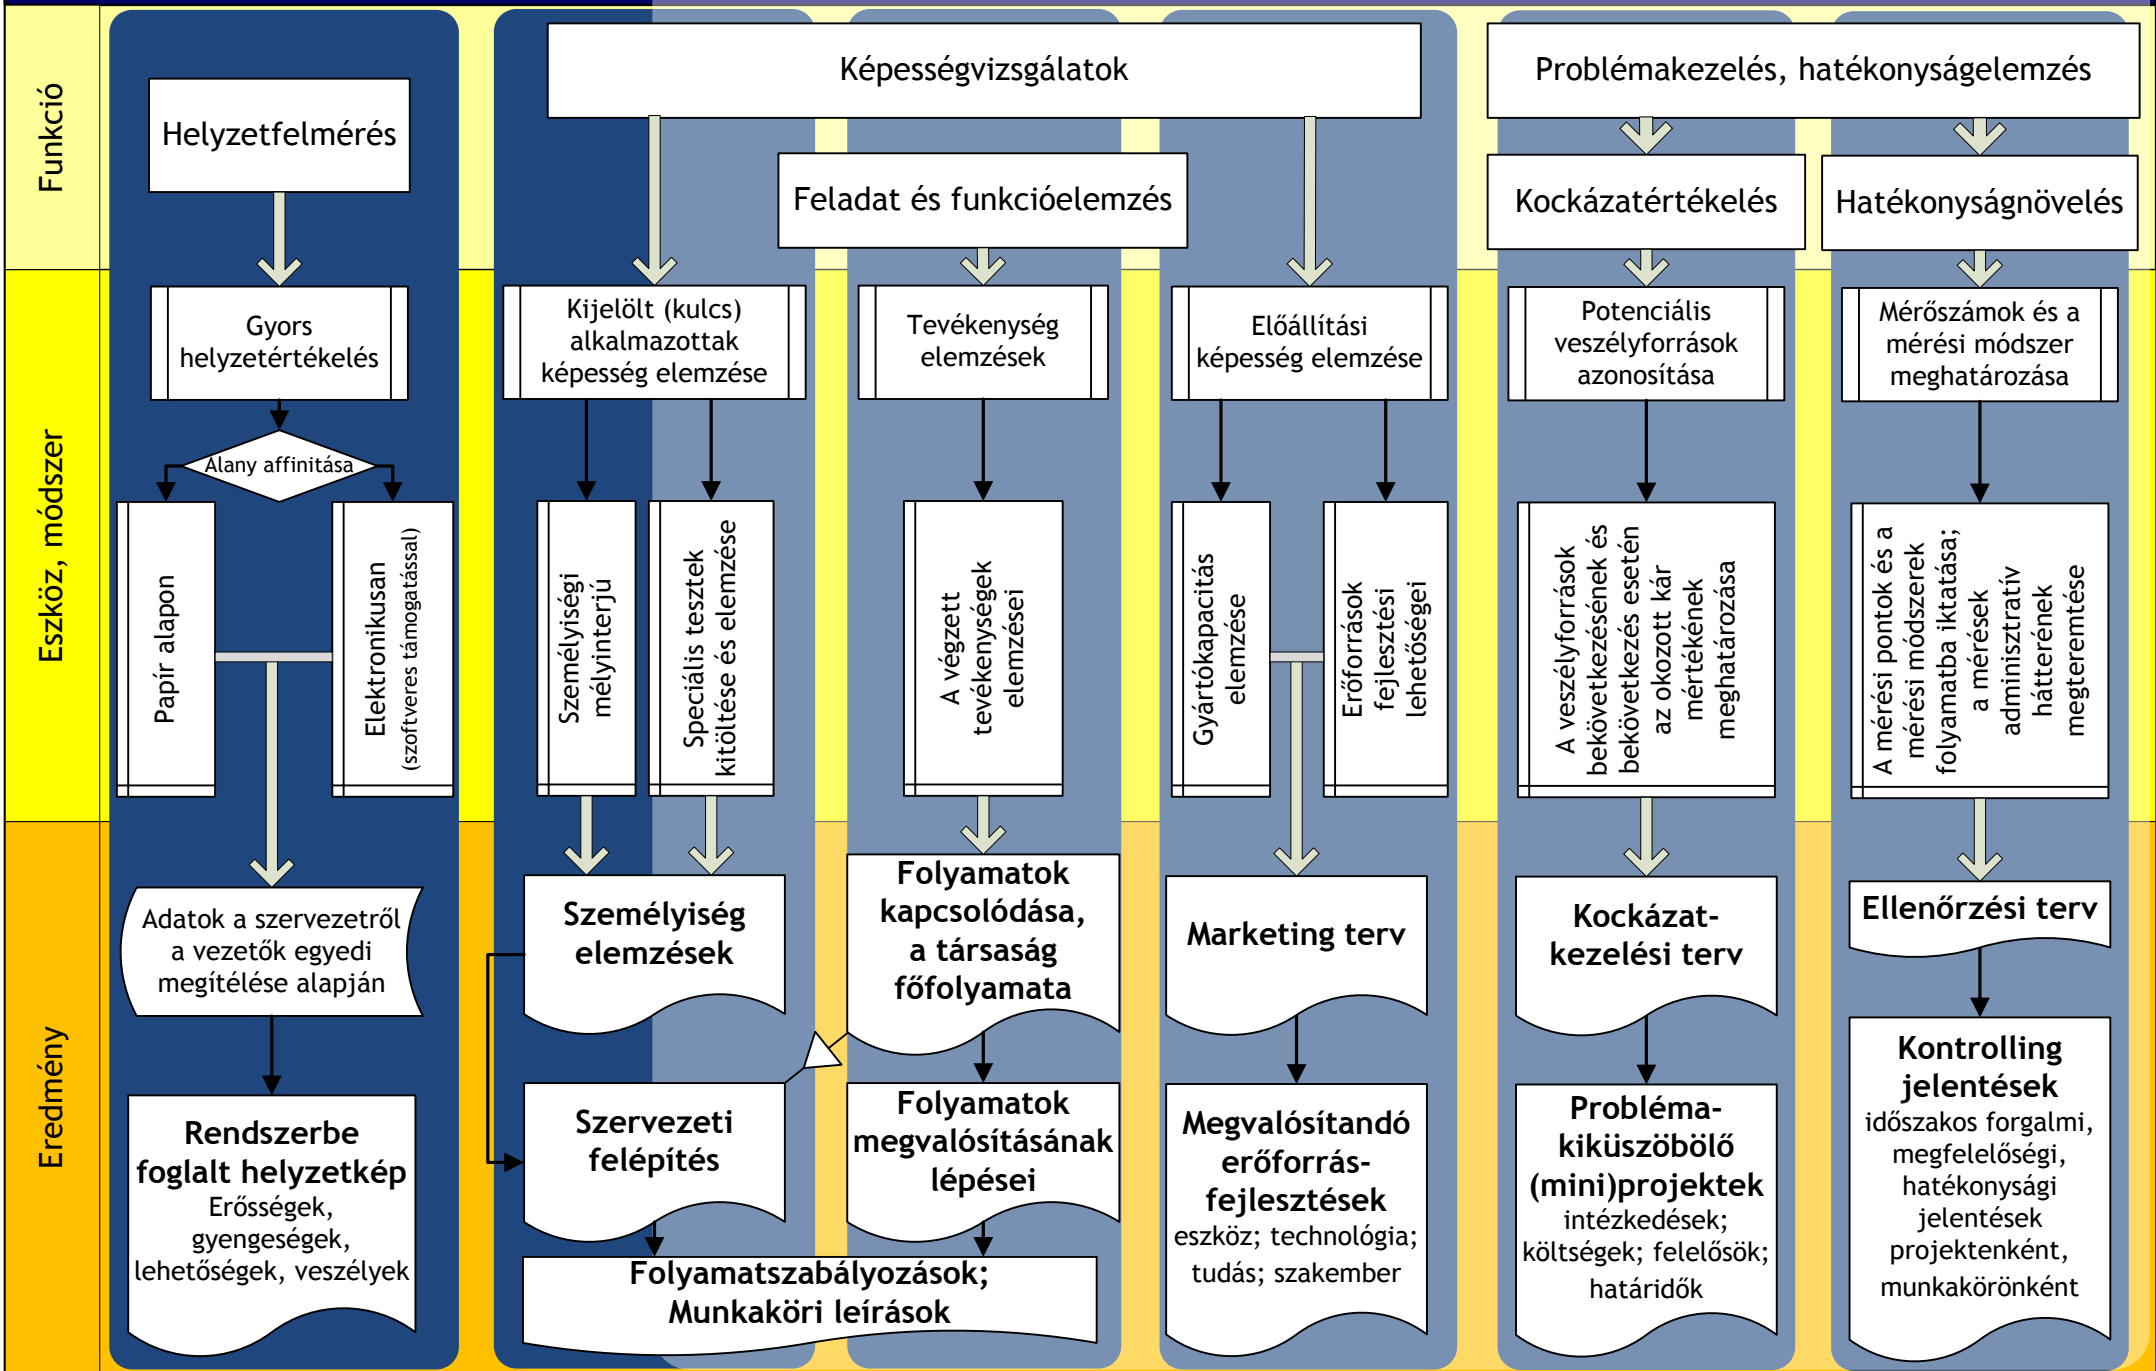 Funkció
Helyzetfelmérés
Képességvizsgálatok
Feladat és funkcióelemzés
Problémakezelés, hatékonyságelemzés
Kockázatértékelés
Hatékonyságnövelés
Eszköz, módszer
Gyors
helyzetértékelés
Alany affinitása
Papír alapon
Elektronikusan
(szoftveres támogatásal)
Kijelölt (kulcs)
alkalmazottak
képesség elemzése
Személyiségi
mélyinterjú
Speciális tesztek
kitöltése és elemzése
Tevékenység
elemzések
A végzett
tevékenységek
elemzései
Előállítási
képesség elemzése
Gyártókapacitás
elemzése
Erőforrások
fejlesztési
lehetőségei
Potenciális
veszélyforrások
azonosítása
A veszélyforrások
bekövetkezésének és
bekövetkezés esetén
az okozott kár
mértékének
meghatározása
Mérőszámok és a
mérési módszer
meghatározása
A mérési pontok és a
mérési módszerek
folyamatba iktatása;
a mérések
adminisztratív
hátterének
megteremtése
Eredmény
Adatok a szervezetről
a vezetők egyedi
megítélése alapján
Rendszerbe
foglalt helyzetkép
Erősségek,
gyengeségek,
lehetőségek, veszélyek
Személyiség
elemzések
Szervezeti
felépítés
Folyamatok
kapcsolódása,
a társaság
főfolyamata
Folyamatok
megvalósításának
lépései
Folyamatszabályozások;
Munkaköri leírások
Marketing terv
Megvalósítandó
erőforrás-
fejlesztések
eszköz; technológia;
tudás; szakember
Kockázat-
kezelési terv
Probléma-
kiküszöbölő
(mini)projektek
intézkedések;
költségek; felelősök;
határidők
Ellenőrzési terv
Kontrolling
jelentések
időszakos forgalmi,
megfelelőségi,
hatékonysági
jelentések
projektenként,
munkakörönként